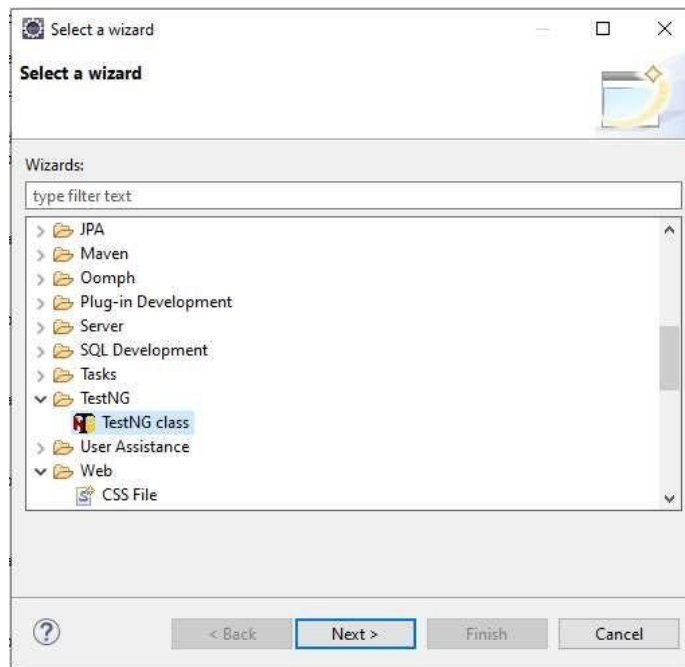 Select a wizard
Select a wizard
Wizards:
type filter text
JPA
Maven
Oomph
Plug-in Development
Server
SQL Development
Tasks
TestNG
TestNG class
User Assistance
Web
CSS File
< Back Next > Finish Cancel